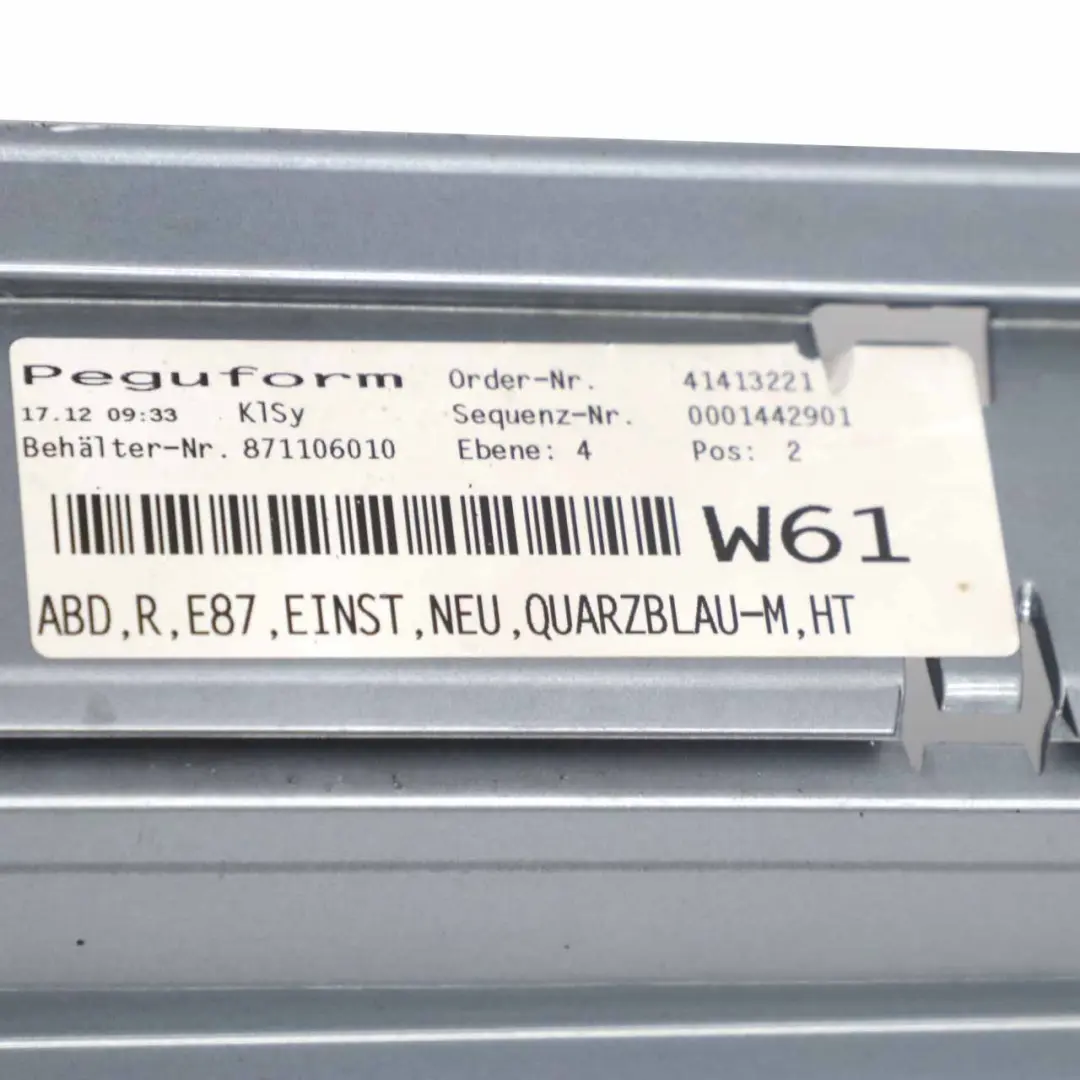 Peguform Order-Nr. 41413221
17.12 09:33 KlSy Sequenz-Nr. 0001442901
Behälter-Nr. 871106010 Ebene: 4 Pos: 2
W61
ABD,R,E87,EINST,NEU,QUARZBLAU-M,HT